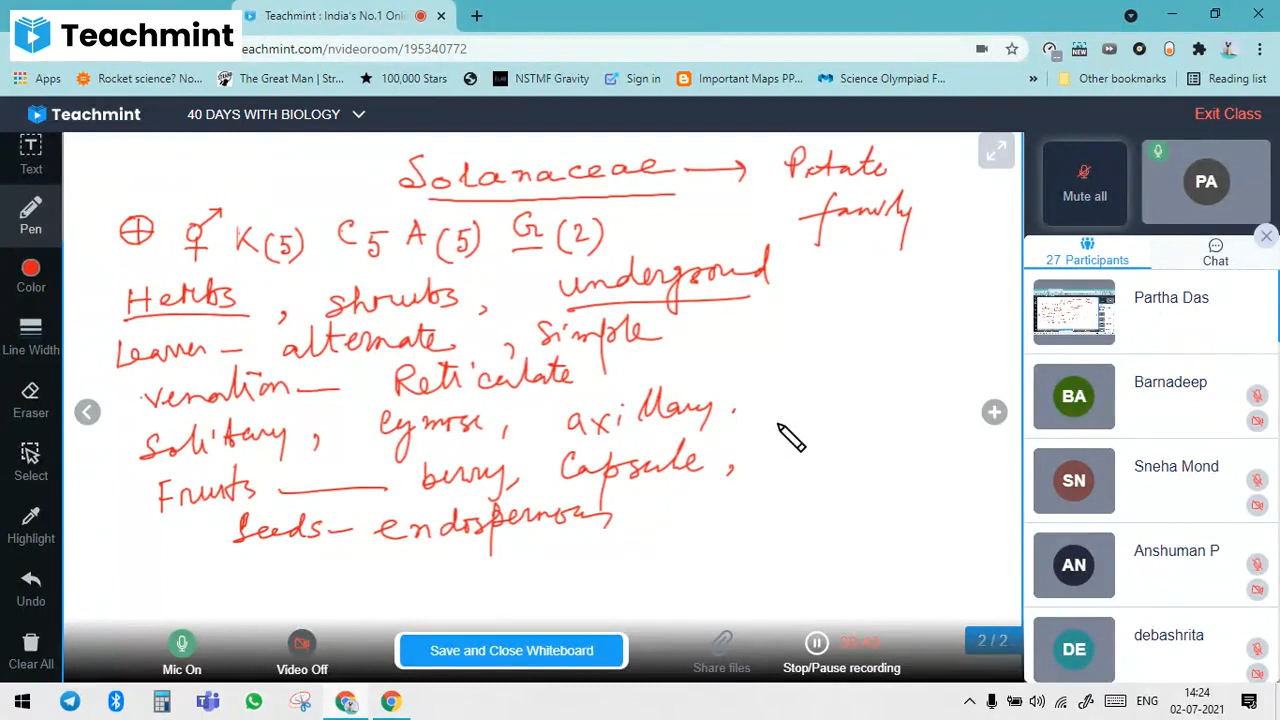 Teachmint: India's No.1 Onli
Teachmint
eachmint.com/nvideoroom/195340772
NEW
Apps
Rocket science? No...
The Great Man | Str...
100,000 Stars
NSTMF Gravity
Sign in
Important Maps PP...
Science Olympiad F...
»
Other bookmarks
Reading list
Teachmint
40 DAYS WITH BIOLOGY
Exit Class
Text
Pen
Color
Line Width
Eraser
Select
Highlight
Undo
Clear All
Solanaceae → Potato
family
⊕ ⚥ K(5) C5 A(5) G(2)
Herbs, shrubs, underground
Leaves – alternate, simple
venation — Reticulate
Solitary, cymose, axillary.
Fruits — berry, Capsule,
Seeds – endospermous
Mute all
PA
27 Participants
Chat
Partha Das
BA
Barnadeep
SN
Sneha Mond
AN
Anshuman P
DE
debashrita
Mic On
Video Off
Save and Close Whiteboard
Share files
Stop/Pause recording
2 / 2
ENG
14:24
02-07-2021